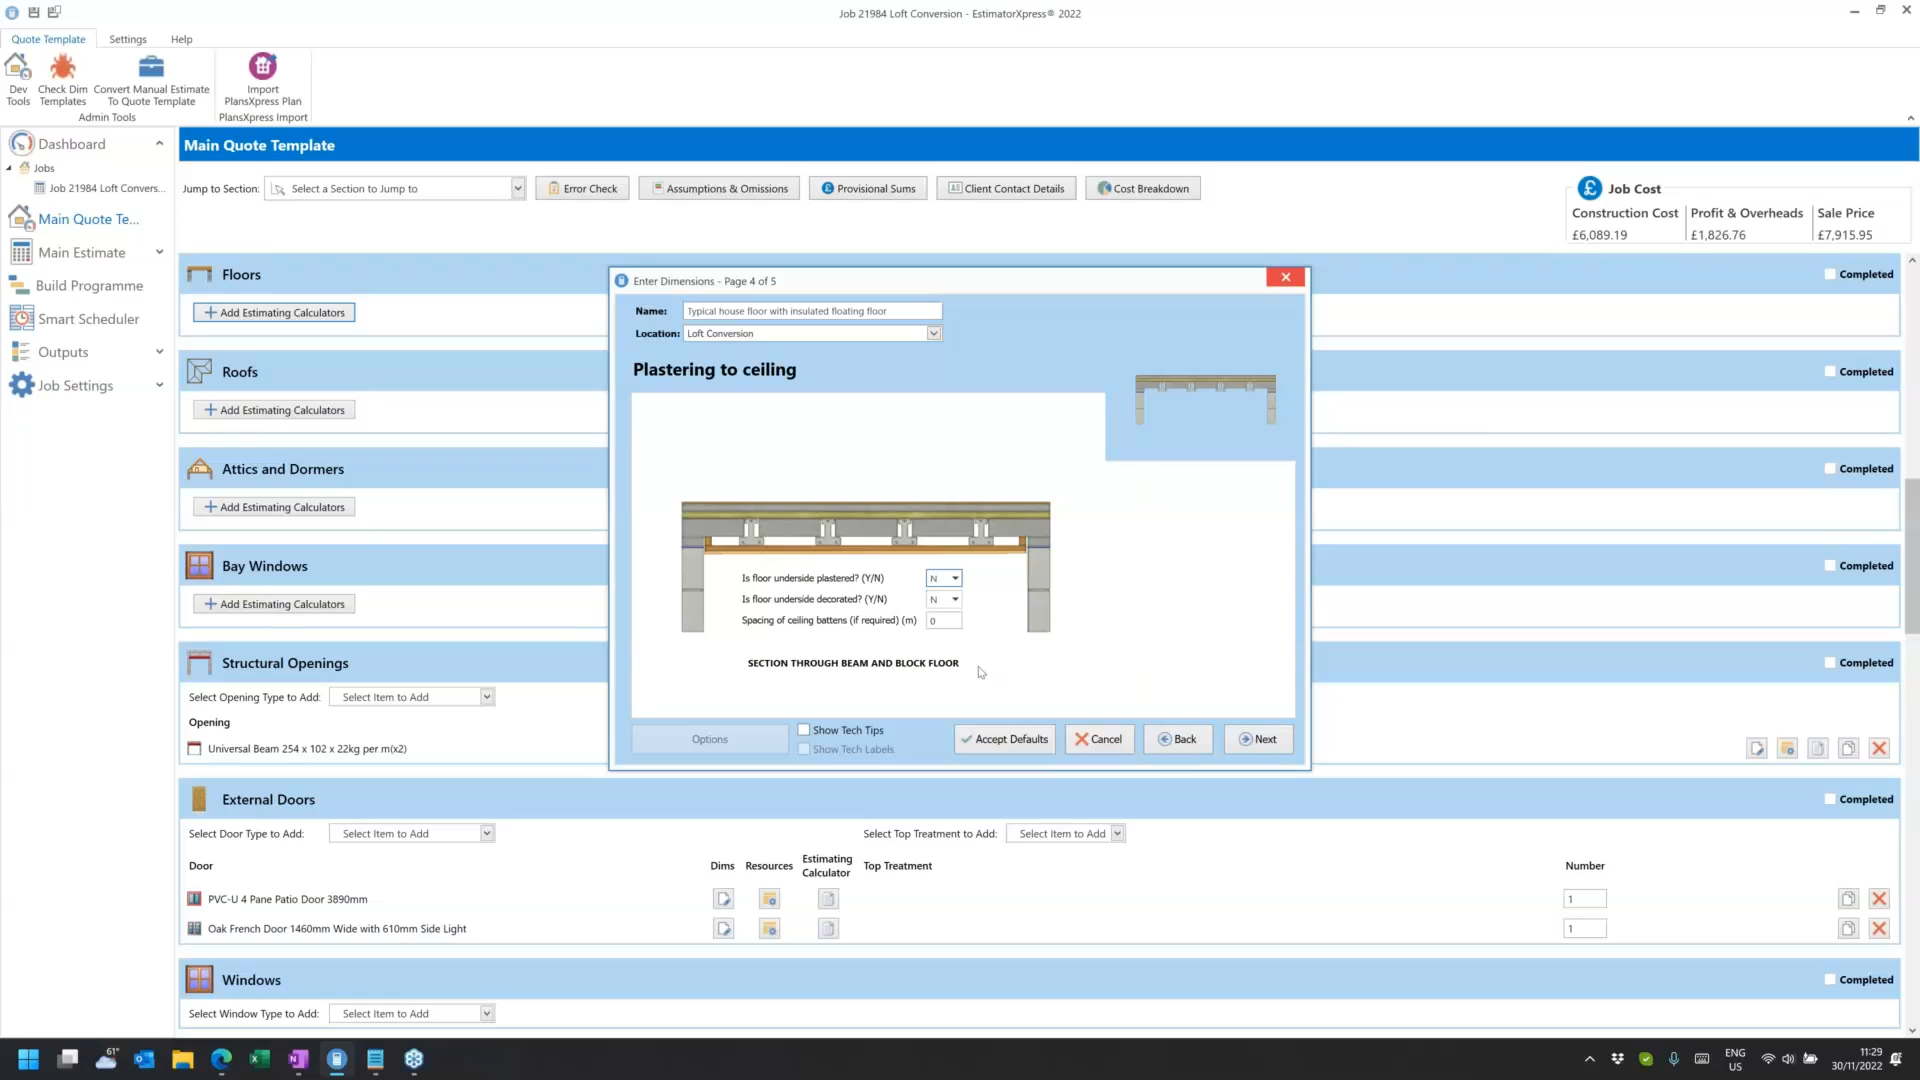 Job 21984 Loft Conversion - EstimatorXpress® 2022
Quote Template
Settings
Help
Dev
Tools
Check Dim
Templates
Convert Manual Estimate
To Quote Template
Import
PlansXpress Plan
Admin Tools
PlansXpress Import
Dashboard
Jobs
Job 21984 Loft Convers...
Main Quote Te...
Main Estimate
Build Programme
Smart Scheduler
Outputs
Job Settings
Main Quote Template
Jump to Section:
Select a Section to Jump to
Error Check
Assumptions & Omissions
Provisional Sums
Client Contact Details
Cost Breakdown
Job Cost
Construction Cost
Profit & Overheads
Sale Price
£6,089.19
£1,826.76
£7,915.95
Floors
Completed
Add Estimating Calculators
Roofs
Completed
Add Estimating Calculators
Attics and Dormers
Completed
Add Estimating Calculators
Bay Windows
Completed
Add Estimating Calculators
Structural Openings
Completed
Select Opening Type to Add:
Select Item to Add
Opening
Universal Beam 254 x 102 x 22kg per m(x2)
Enter Dimensions - Page 4 of 5
Name:
Typical house floor with insulated floating floor
Location:
Loft Conversion
Plastering to ceiling
Is floor underside plastered? (Y/N)
N
Is floor underside decorated? (Y/N)
N
Spacing of ceiling battens (if required) (m)
0
SECTION THROUGH BEAM AND BLOCK FLOOR
Options
Show Tech Tips
Show Tech Labels
Accept Defaults
Cancel
Back
Next
External Doors
Completed
Select Door Type to Add:
Select Item to Add
Select Top Treatment to Add:
Select Item to Add
Door
Dims
Resources
Estimating
Calculator
Top Treatment
Number
PVC-U 4 Pane Patio Door 3890mm
1
Oak French Door 1460mm Wide with 610mm Side Light
1
Windows
Completed
Select Window Type to Add:
Select Item to Add
61°
ENG
US
11:29
30/11/2022